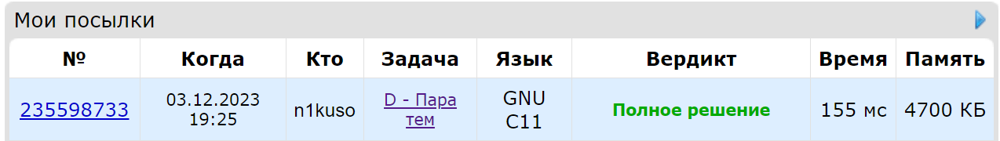 Мои посылки
№ Когда Кто Задача Язык Вердикт Время Память
235598733 03.12.2023 19:25 n1kuso D - Пара тем GNU C11 Полное решение 155 мс 4700 КБ